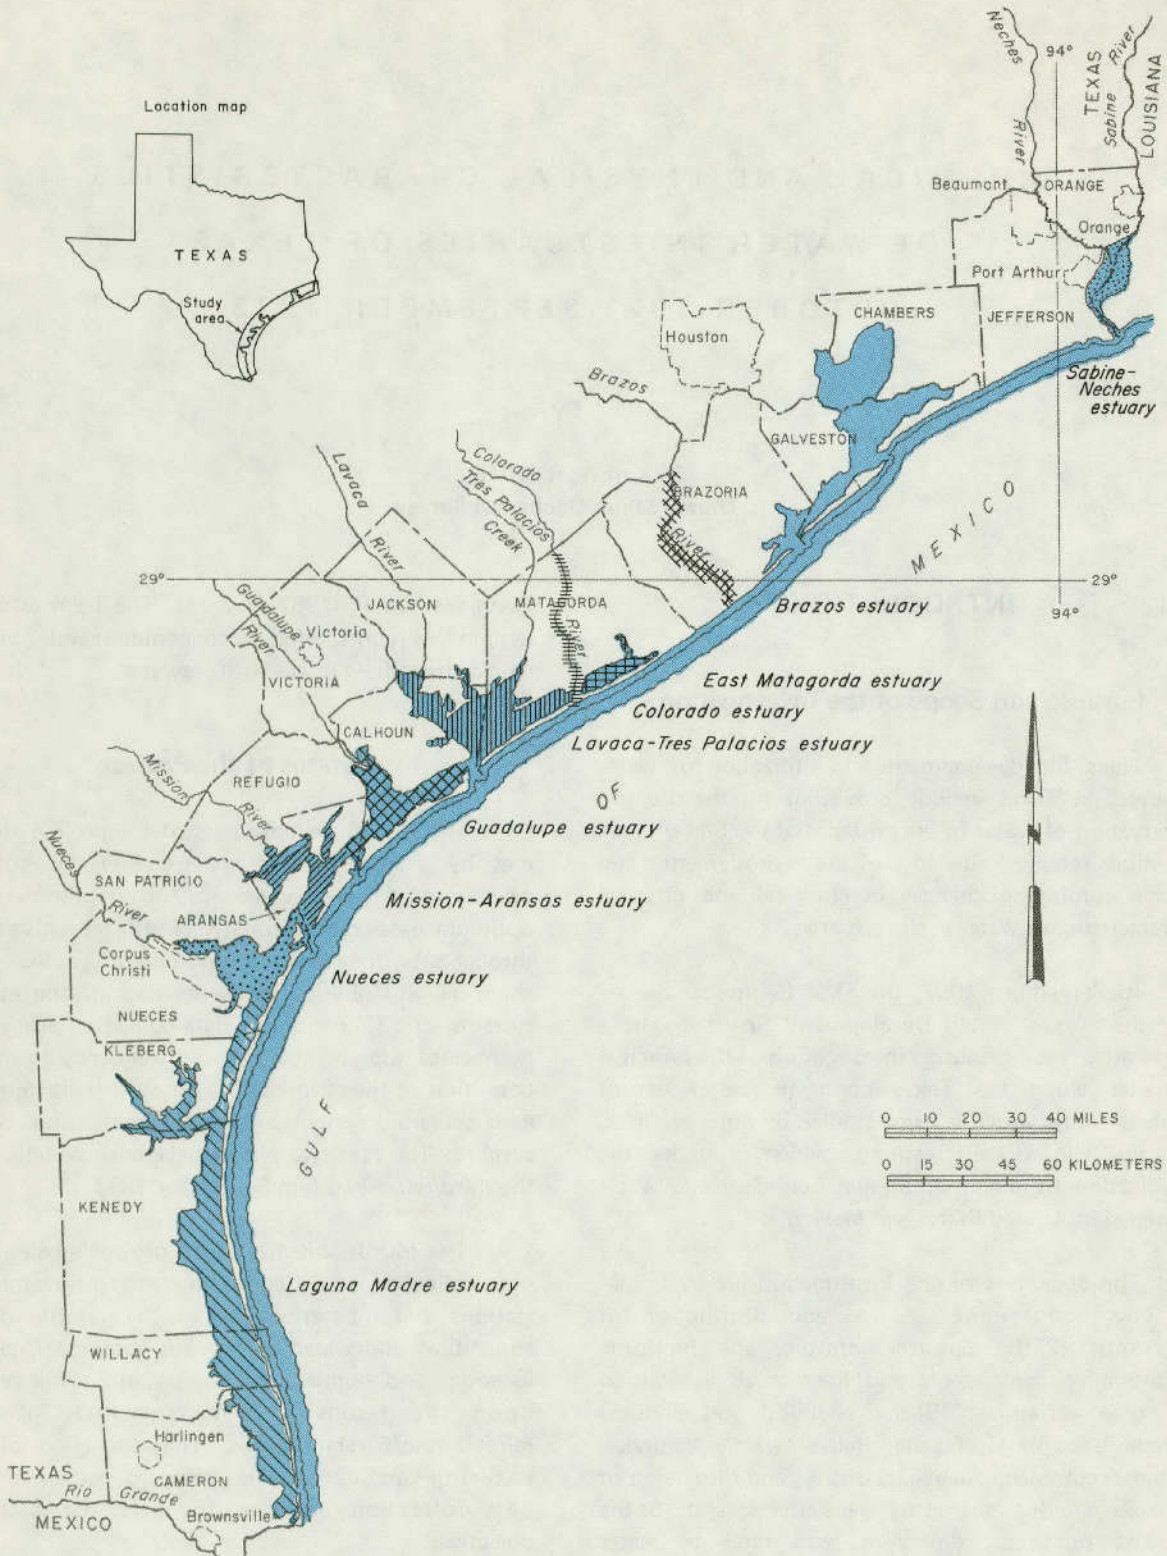 Location map
TEXAS
Study
area
Neches
River
94°
TEXAS
Sabine River
LOUISIANA
Beaumont
ORANGE
Orange
Port Arthur
CHAMBERS
JEFFERSON
Houston
Sabine-
Neches
estuary
Brazos
River
GALVESTON
BRAZORIA
Colorado
River
Tres Palacios
Creek
Lavaca
River
29°
29°
94°
JACKSON
MATAGORDA
Guadalupe
River
Victoria
VICTORIA
Brazos estuary
East Matagorda estuary
Colorado estuary
Lavaca-Tres Palacios estuary
CALHOUN
REFUGIO
Mission
River
Guadalupe estuary
Nueces
River
SAN PATRICIO
ARANSAS
Mission-Aransas estuary
Corpus
Christi
Nueces estuary
NUECES
KLEBERG
GULF
OF
MEXICO
N
0 10 20 30 40 MILES
0 15 30 45 60 KILOMETERS
KENEDY
Laguna Madre estuary
WILLACY
Harlingen
CAMERON
TEXAS
Rio Grande
MEXICO
Brownsville